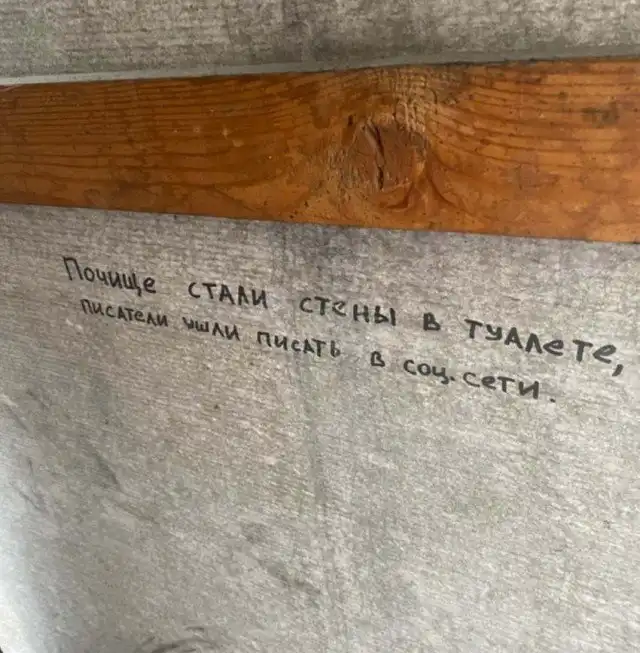 Почище стали стены в туалете,
писатели ушли писать в соц.сети.